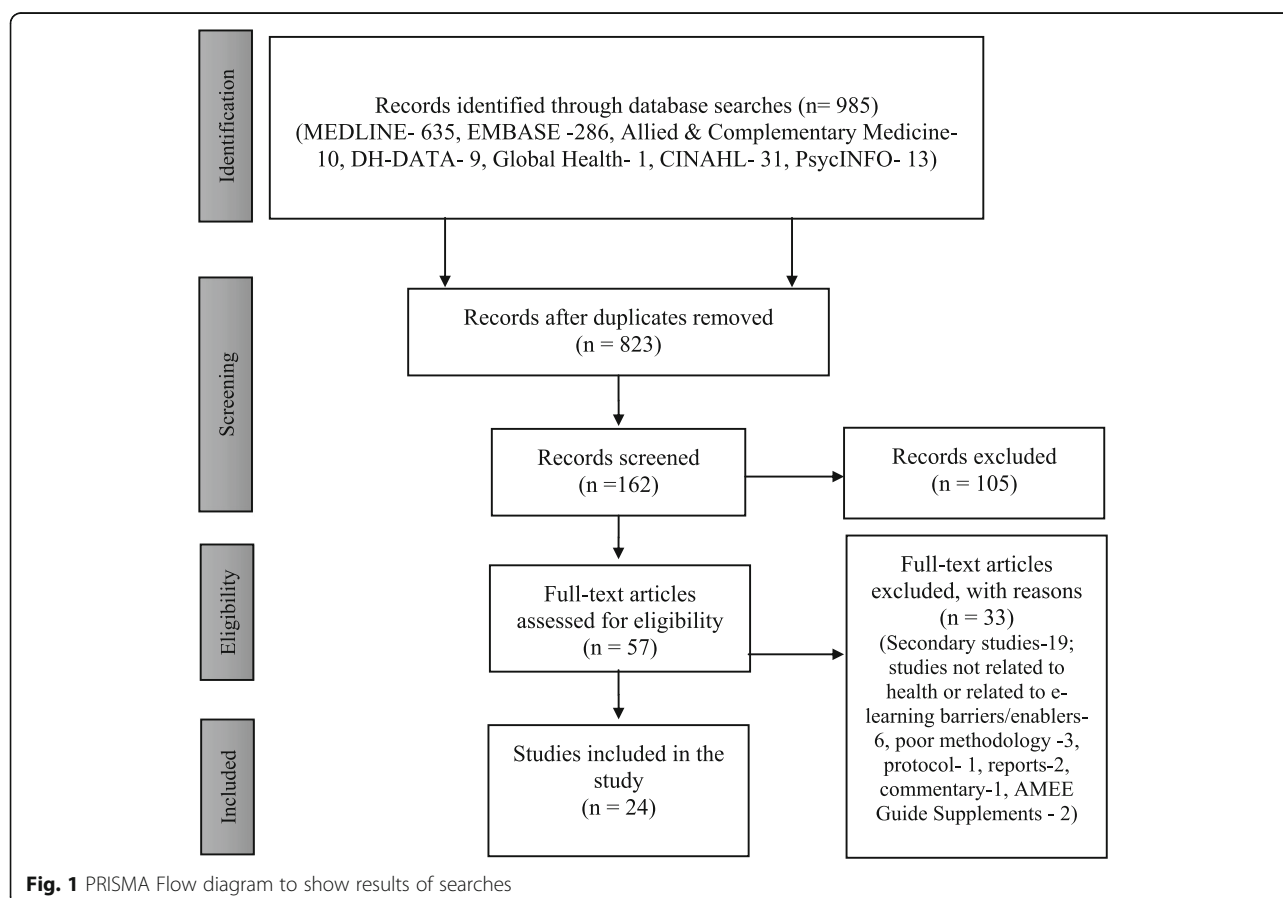 Identification
Records identified through database searches (n= 985)
(MEDLINE- 635, EMBASE -286, Allied & Complementary Medicine-
10, DH-DATA- 9, Global Health- 1, CINAHL- 31, PsycINFO- 13)
Screening
Records after duplicates removed
(n = 823)
Records screened
(n =162)
Records excluded
(n = 105)
Eligibility
Full-text articles
assessed for eligibility
(n = 57)
Full-text articles
excluded, with reasons
(n = 33)
(Secondary studies-19;
studies not related to
health or related to e-
learning barriers/enablers-
6, poor methodology -3,
protocol- 1, reports-2,
commentary-1, AMEE
Guide Supplements - 2)
Included
Studies included in the
study
(n = 24)
Fig. 1 PRISMA Flow diagram to show results of searches